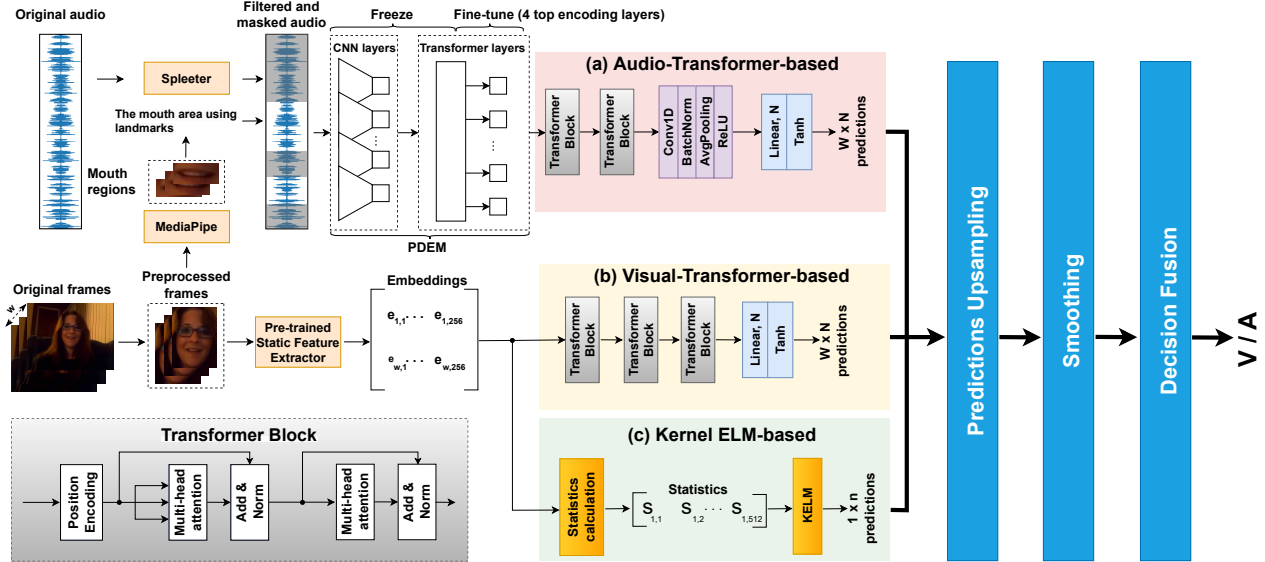 Original audio
Filtered and
masked audio
Freeze
Fine-tune (4 top encoding layers)
CNN layers
Transformer layers
Spleeter
The mouth area using
landmarks
Mouth
regions
MediaPipe
PDEM
(a) Audio-Transformer-based
Transformer
Block
Transformer
Block
Conv1D
BatchNorm
AvgPooling
ReLU
Linear, N
Tanh
W x N
predictions
Original frames
W
Preprocessed
frames
Pre-trained
Static Feature
Extractor
Embeddings
e1,1 · · · e1,256
ew,1 · · · ew,256
(b) Visual-Transformer-based
Transformer
Block
Transformer
Block
Transformer
Block
Linear, N
Tanh
W x N
predictions
(c) Kernel ELM-based
Statistics
calculation
Statistics
S1,1 S1,2 · · · S1,512
KELM
1 x n
predictions
Transformer Block
Position
Encoding
Multi-head
attention
Add &
Norm
Multi-head
attention
Add &
Norm
Predictions Upsampling
Smoothing
Decision Fusion
V / A